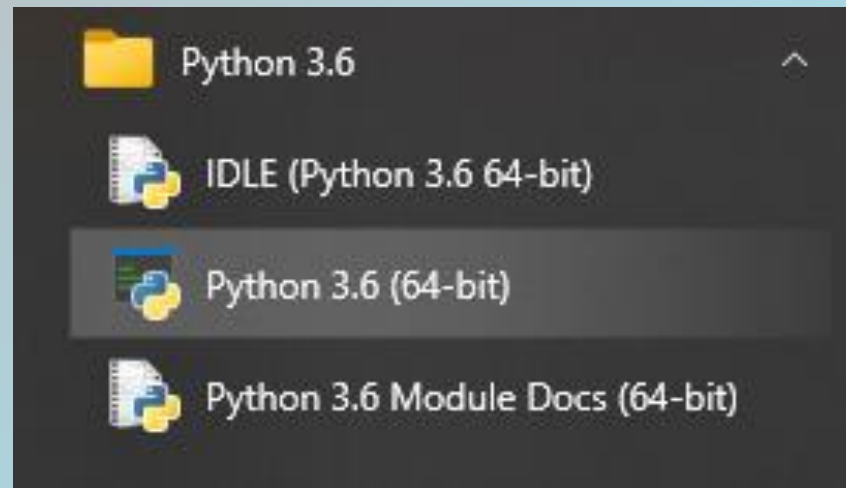 Python 3.6
IDLE (Python 3.6 64-bit)
Python 3.6 (64-bit)
Python 3.6 Module Docs (64-bit)